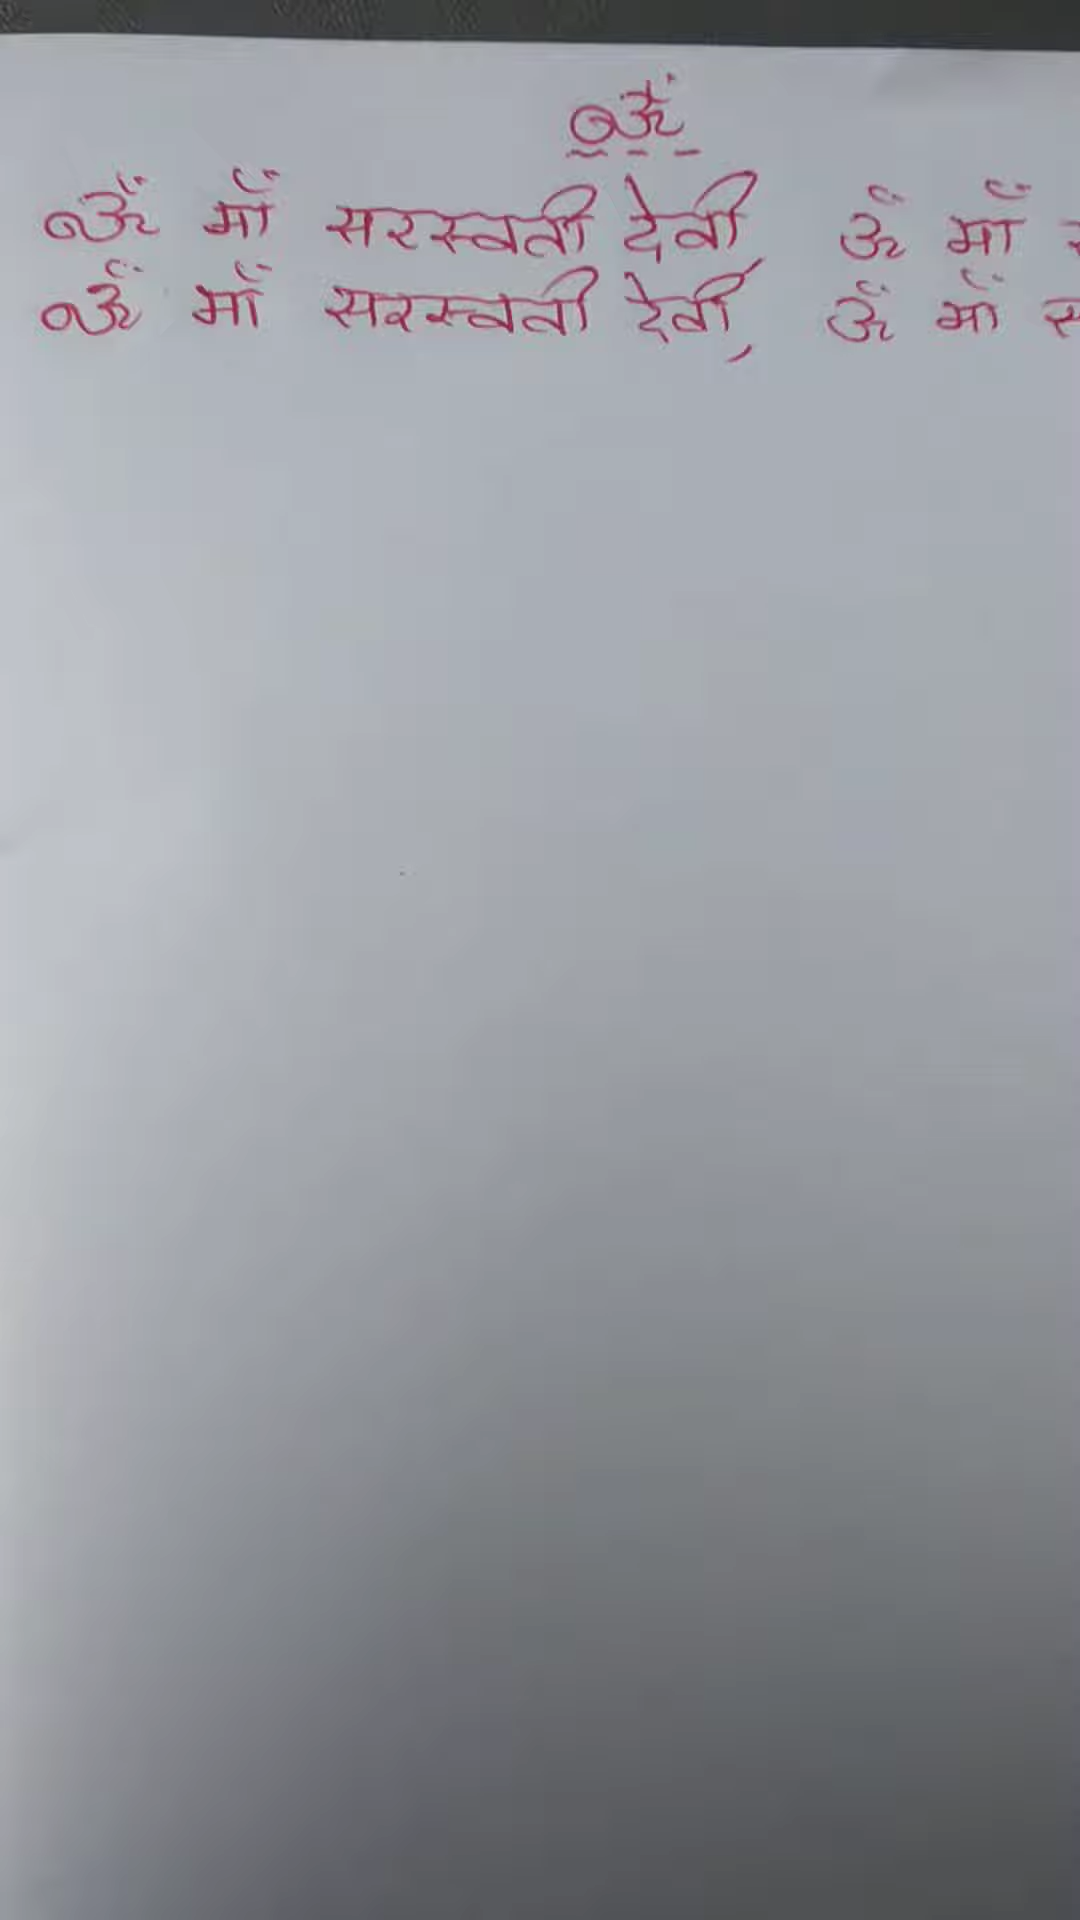 ॐ
ॐ माँ सरस्वती देवी, ॐ माँ
ॐ माँ सरस्वती देवी, ॐ माँ